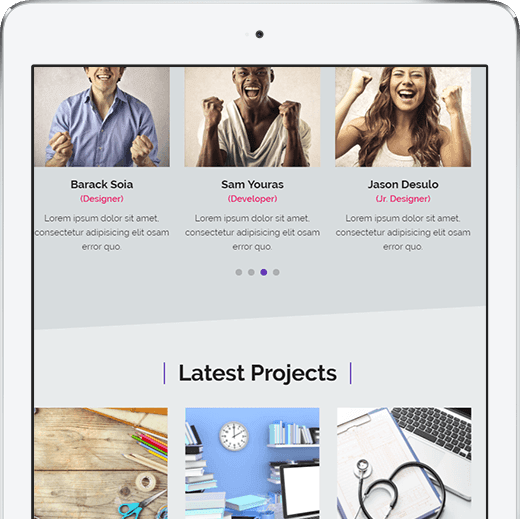 Barack Soia
(Designer)
Lorem ipsum dolor sit amet,
consectetur adipisicing elit osam
error quo.
Sam Youras
(Developer)
Lorem ipsum dolor sit amet,
consectetur adipisicing elit osam
error quo.
Jason Desulo
(Jr. Designer)
Lorem ipsum dolor sit amet,
consectetur adipisicing elit osam
error quo.
Latest Projects